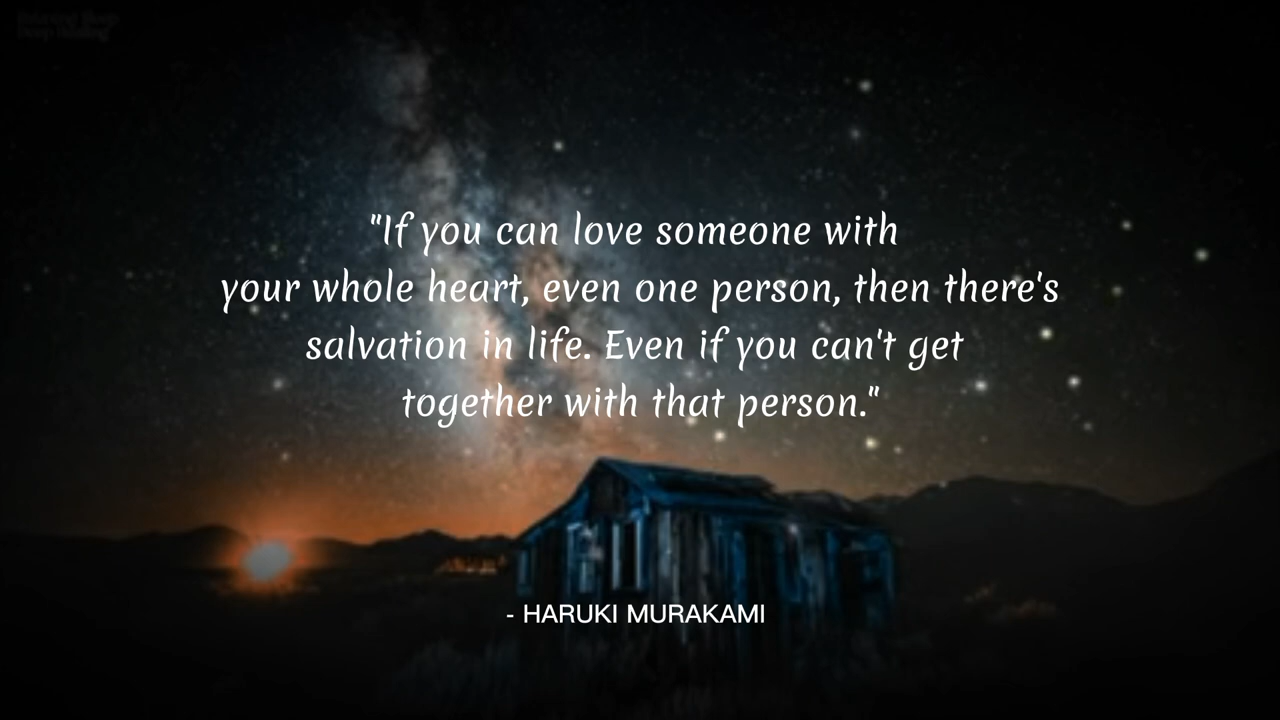 "If you can love someone with
your whole heart, even one person, then there's
salvation in life. Even if you can't get
together with that person."
- HARUKI MURAKAMI